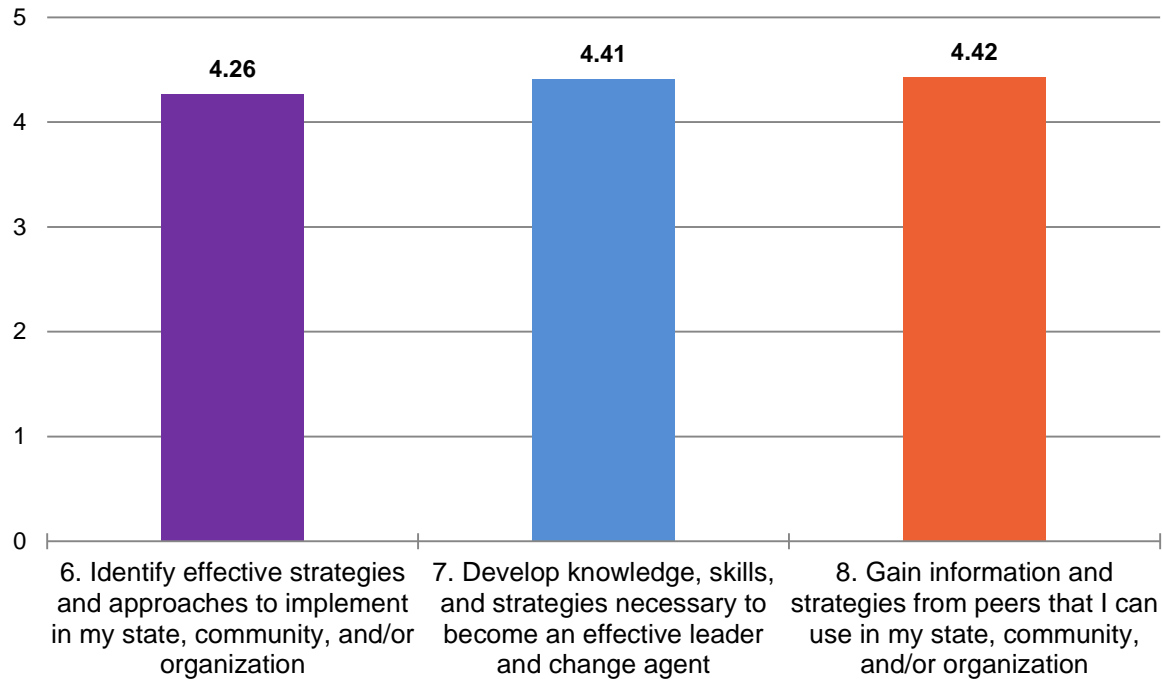 5
4.26
4.41
4.42
4
3
2
1
0
6. Identify effective strategies
and approaches to implement
in my state, community, and/or
organization
7. Develop knowledge, skills,
and strategies necessary to
become an effective leader
and change agent
8. Gain information and
strategies from peers that I can
use in my state, community,
and/or organization